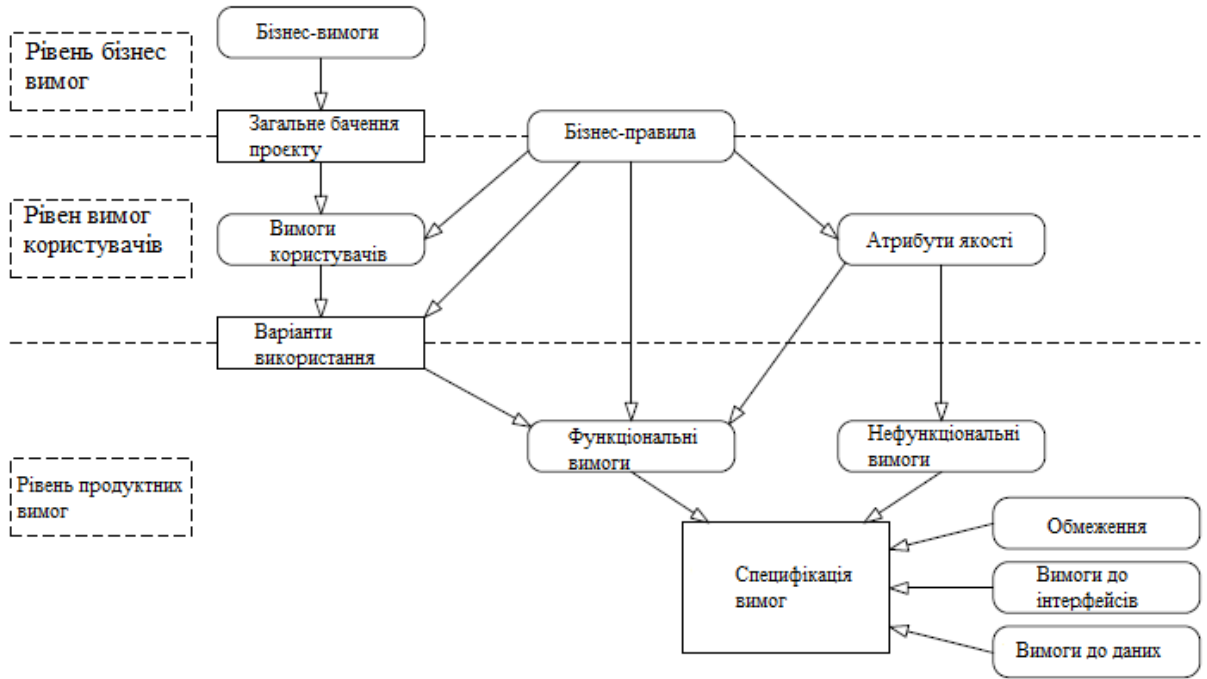 Бізнес-вимоги
Рівень бізнес
вимог
Загальне бачення
проєкту
Бізнес-правила
Рівен вимог
користувачів
Вимоги
користувачів
Атрибути якості
Варіанти
використання
Функціональні
вимоги
Нефункціональні
вимоги
Рівень продуктних
вимог
Обмеження
Специфікація
вимог
Вимоги до
інтерфейсів
Вимоги до даних